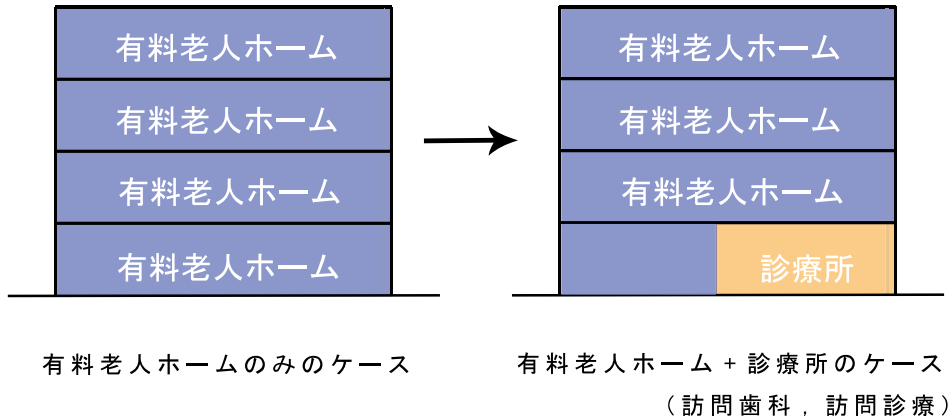 有料老人ホーム
有料老人ホーム
有料老人ホーム
有料老人ホーム
有料老人ホームのみのケース
有料老人ホーム
有料老人ホーム
有料老人ホーム
診療所
有料老人ホーム + 診療所のケース
(訪問歯科 , 訪問診療)